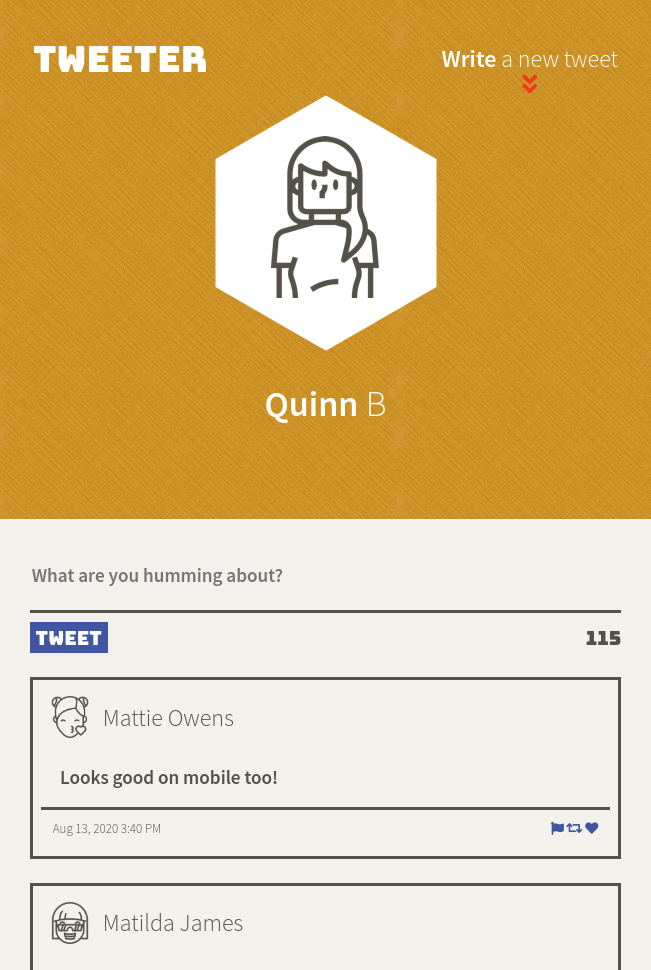 TWEETER
Write a new tweet
Quinn B
What are you humming about?
TWEET
115
Mattie Owens
Looks good on mobile too!
Aug 13, 2020 3:40 PM
Matilda James